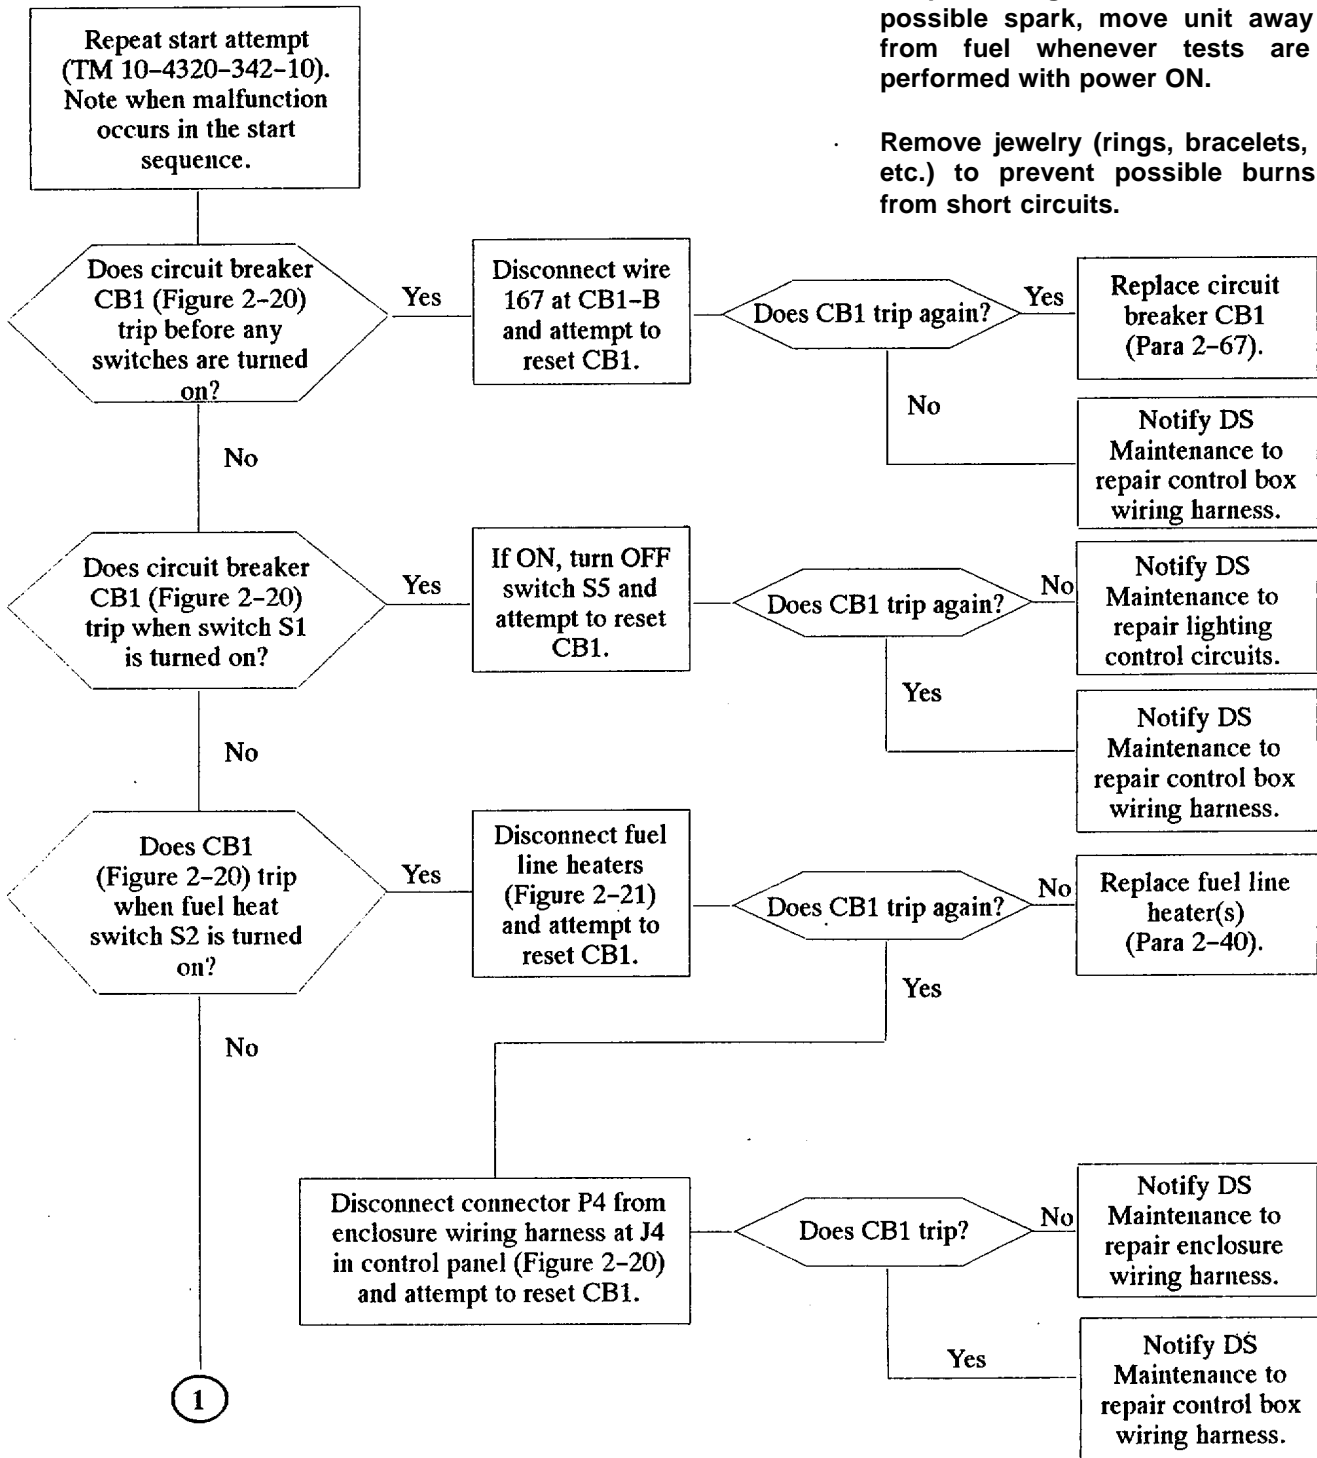 possible spark, move unit away
from fuel whenever tests are
performed with power ON.
Remove jewelry (rings, bracelets,
etc.) to prevent possible burns
from short circuits.
Repeat start attempt
(TM 10-4320-342-10).
Note when malfunction
occurs in the start
sequence.
Does circuit breaker
CB1 (Figure 2-20)
trip before any
switches are turned
on?
Yes
Disconnect wire
167 at CB1-B
and attempt to
reset CB1.
Does CB1 trip again?
Yes
Replace circuit
breaker CB1
(Para 2-67).
No
Notify DS
Maintenance to
repair control box
wiring harness.
No
Does circuit breaker
CB1 (Figure 2-20)
trip when switch S1
is turned on?
Yes
If ON, turn OFF
switch S5 and
attempt to reset
CB1.
Does CB1 trip again?
No
Notify DS
Maintenance to
repair lighting
control circuits.
Yes
Notify DS
Maintenance to
repair control box
wiring harness.
No
Does CB1
(Figure 2-20) trip
when fuel heat
switch S2 is turned
on?
Yes
Disconnect fuel
line heaters
(Figure 2-21)
and attempt to
reset CB1.
Does CB1 trip again?
No
Replace fuel line
heater(s)
(Para 2-40).
Yes
No
Disconnect connector P4 from
enclosure wiring harness at J4
in control panel (Figure 2-20)
and attempt to reset CB1.
Does CB1 trip?
No
Notify DS
Maintenance to
repair enclosure
wiring harness.
Yes
Notify DS
Maintenance to
repair control box
wiring harness.
1